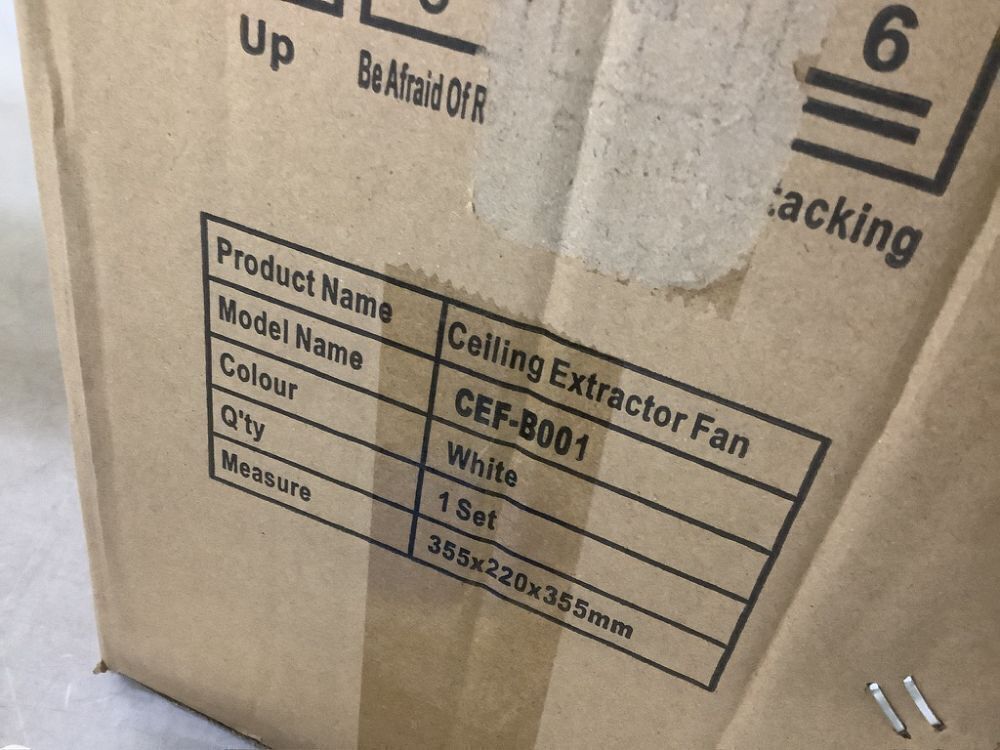 6
Up
Be Afraid Of R
tacking
Product Name Ceiling Extractor Fan
Model Name CEF-B001
Colour White
Q'ty 1 Set
Measure 355x220x355mm